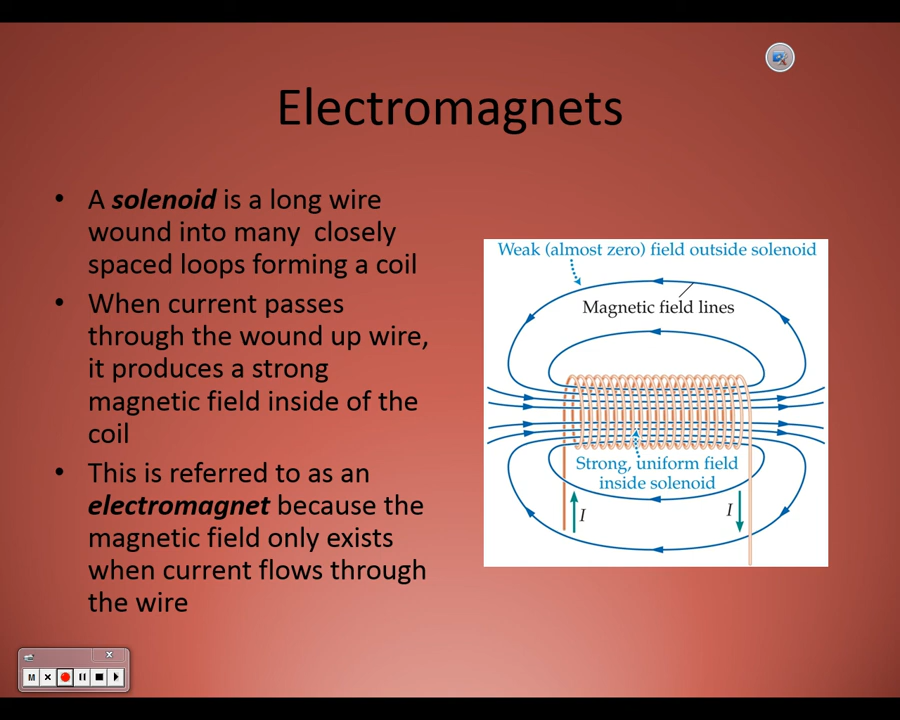 Electromagnets
• A solenoid is a long wire
wound into many closely
spaced loops forming a coil
• When current passes
through the wound up wire,
it produces a strong
magnetic field inside of the
coil
• This is referred to as an
electromagnet because the
magnetic field only exists
when current flows through
the wire
Weak (almost zero) field outside solenoid
Magnetic field lines
Strong, uniform field
inside solenoid
I
I
M